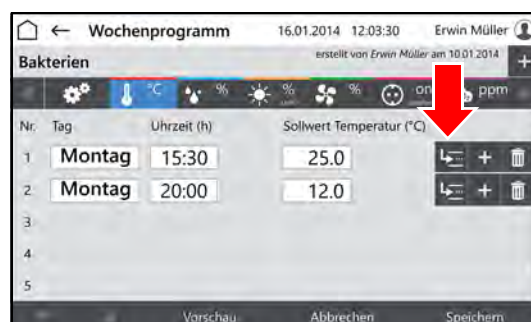 Wochenprogramm 16.01.2014 12:03:30 Erwin Müller
Bakterien erstellt von Erwin Müller am 10.01.2014 +
°C % % % on ppm
Nr. Tag Uhrzeit (h) Sollwert Temperatur (°C)
1 Montag 15:30 25.0 +
2 Montag 20:00 12.0 +
3
4
5
Vorschau Abbrechen Speichern